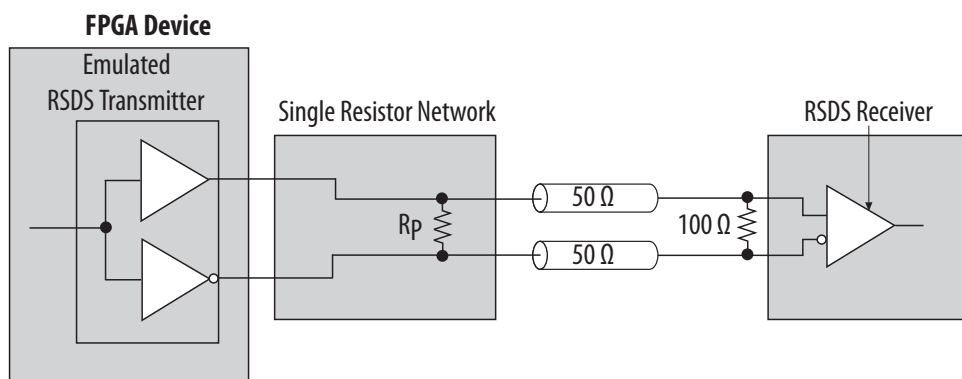 FPGA Device
Emulated
RSDS Transmitter
Single Resistor Network
RSDS Receiver
50 Ω
RP
100 Ω
50 Ω